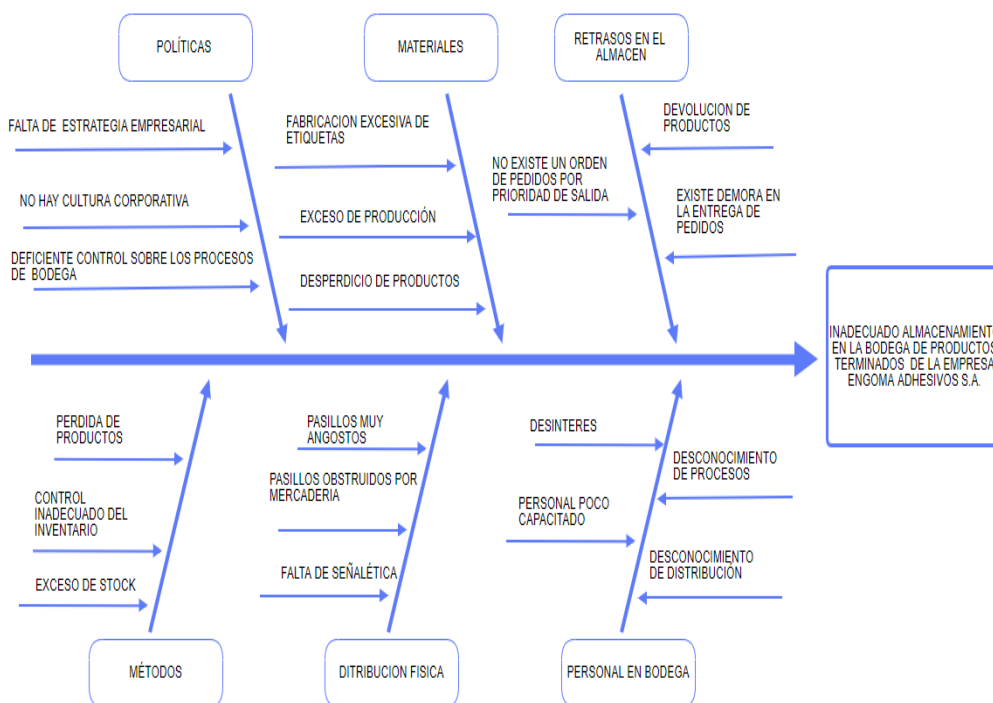 POLÍTICAS
MATERIALES
RETRASOS EN EL
ALMACEN
FALTA DE ESTRATEGIA EMPRESARIAL
NO HAY CULTURA CORPORATIVA
DEFICIENTE CONTROL SOBRE LOS PROCESOS
DE BODEGA
FABRICACION EXCESIVA DE
ETIQUETAS
EXCESO DE PRODUCCIÓN
DESPERDICIO DE PRODUCTOS
NO EXISTE UN ORDEN
DE PEDIDOS POR
PRIORIDAD DE SALIDA
DEVOLUCION DE
PRODUCTOS
EXISTE DEMORA EN
LA ENTREGA DE
PEDIDOS
INADECUADO ALMACENAMIENTO
EN LA BODEGA DE PRODUCTOS
TERMINADOS DE LA EMPRESA
ENGOMA ADHESIVOS S.A.
PERDIDA DE
PRODUCTOS
CONTROL
INADECUADO DEL
INVENTARIO
EXCESO DE STOCK
PASILLOS MUY
ANGOSTOS
PASILLOS OBSTRUIDOS POR
MERCADERIA
FALTA DE SEÑALÉTICA
DESINTERES
PERSONAL POCO
CAPACITADO
DESCONOCIMIENTO
DE PROCESOS
DESCONOCIMIENTO
DE DISTRIBUCIÓN
MÉTODOS
DITRIBUCION FISICA
PERSONAL EN BODEGA